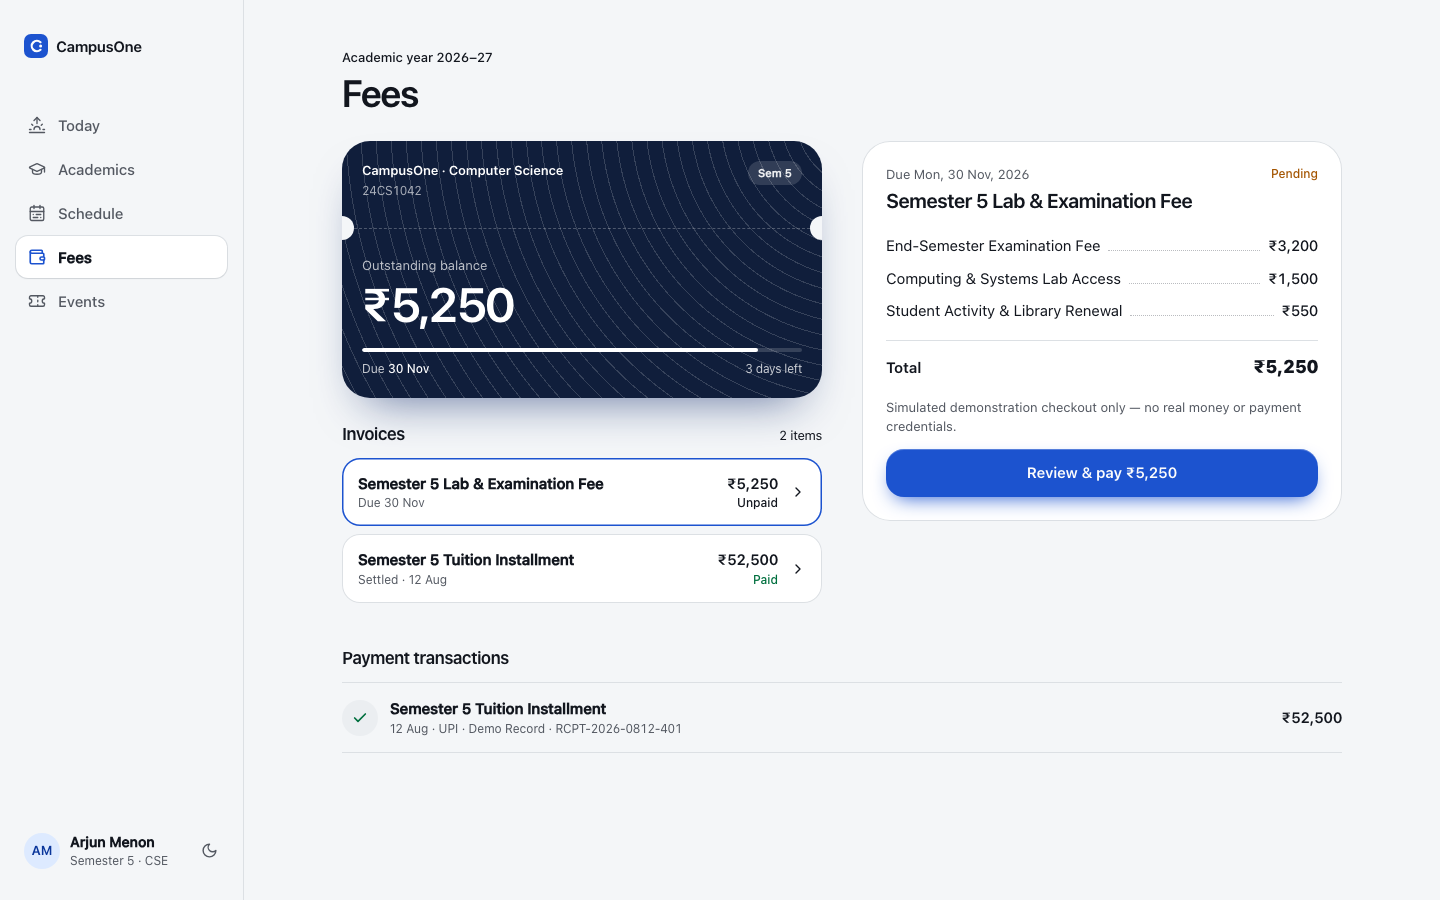 CampusOne
Today
Academics
Schedule
Fees
Events
AM
Arjun Menon
Semester 5 · CSE
Academic year 2026–27
Fees
CampusOne · Computer Science
Sem 5
24CS1042
Outstanding balance
₹5,250
Due 30 Nov
3 days left
Invoices
2 items
Semester 5 Lab & Examination Fee
₹5,250
Due 30 Nov
Unpaid
Semester 5 Tuition Installment
₹52,500
Settled · 12 Aug
Paid
Due Mon, 30 Nov, 2026
Pending
Semester 5 Lab & Examination Fee
End-Semester Examination Fee ₹3,200
Computing & Systems Lab Access ₹1,500
Student Activity & Library Renewal ₹550
Total ₹5,250
Simulated demonstration checkout only — no real money or payment
credentials.
Review & pay ₹5,250
Payment transactions
Semester 5 Tuition Installment
12 Aug · UPI · Demo Record · RCPT-2026-0812-401
₹52,500